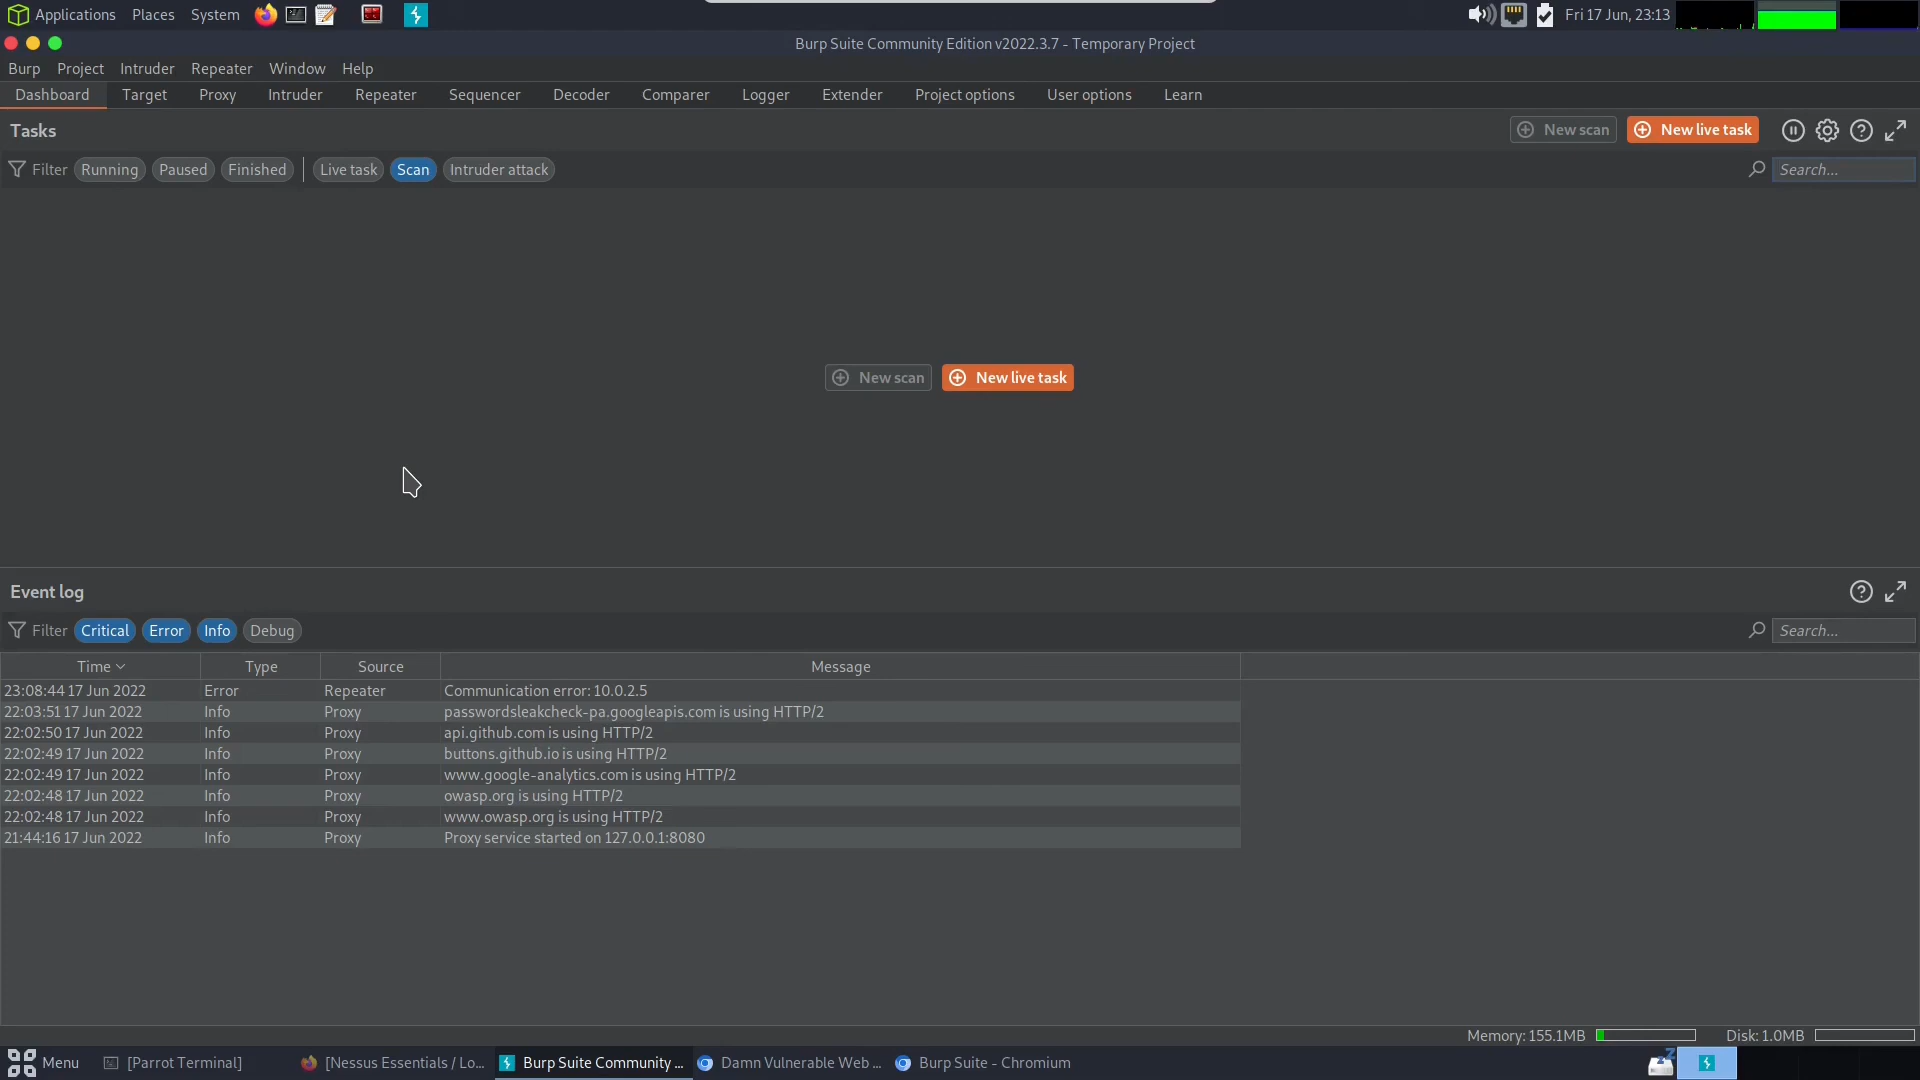 Applications Places System Fri 17 Jun, 23:13
Burp Suite Community Edition v2022.3.7 - Temporary Project
Burp Project Intruder Repeater Window Help
Dashboard Target Proxy Intruder Repeater Sequencer Decoder Comparer Logger Extender Project options User options Learn
Tasks New scan New live task
Filter Running Paused Finished Live task Scan Intruder attack Search...
New scan New live task
Event log
Filter Critical Error Info Debug Search...
Time Type Source Message
23:08:44 17 Jun 2022 Error Repeater Communication error: 10.0.2.5
22:03:51 17 Jun 2022 Info Proxy passwordsleakcheck-pa.googleapis.com is using HTTP/2
22:02:50 17 Jun 2022 Info Proxy api.github.com is using HTTP/2
22:02:49 17 Jun 2022 Info Proxy buttons.github.io is using HTTP/2
22:02:49 17 Jun 2022 Info Proxy www.google-analytics.com is using HTTP/2
22:02:48 17 Jun 2022 Info Proxy owasp.org is using HTTP/2
22:02:48 17 Jun 2022 Info Proxy www.owasp.org is using HTTP/2
21:44:16 17 Jun 2022 Info Proxy Proxy service started on 127.0.0.1:8080
Memory: 155.1MB Disk: 1.0MB
Menu [Parrot Terminal] [Nessus Essentials / Lo... Burp Suite Community ... Damn Vulnerable Web ... Burp Suite - Chromium